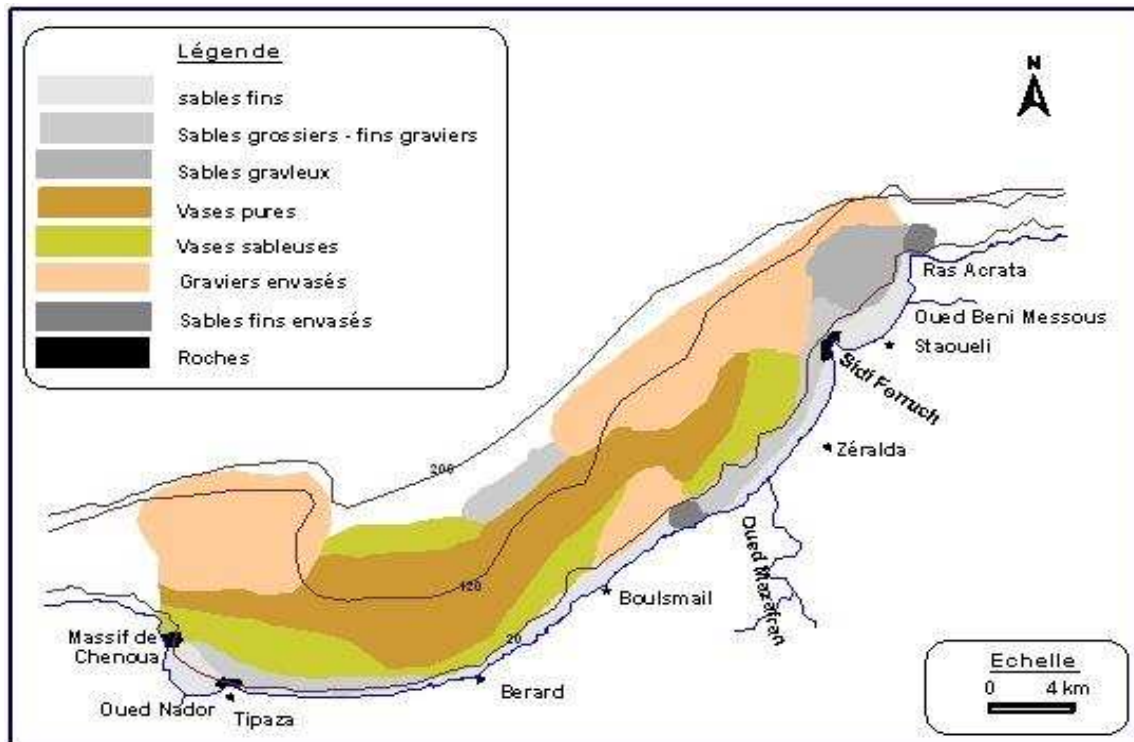 Légende
sables fins
Sables grossiers - fins graviers
Sables gravleux
Vases pures
Vases sableuses
Graviers envasés
Sables fins envasés
Roches
N
Ras Acrata
Oued Beni Messous
Staoueli
Sidi Ferruch
Zéralda
200
Oued Mazafran
120
Boulsmail
20
Massif de
Chenoua
Berard
Oued Nador
Tipaza
Echelle
0 4 km